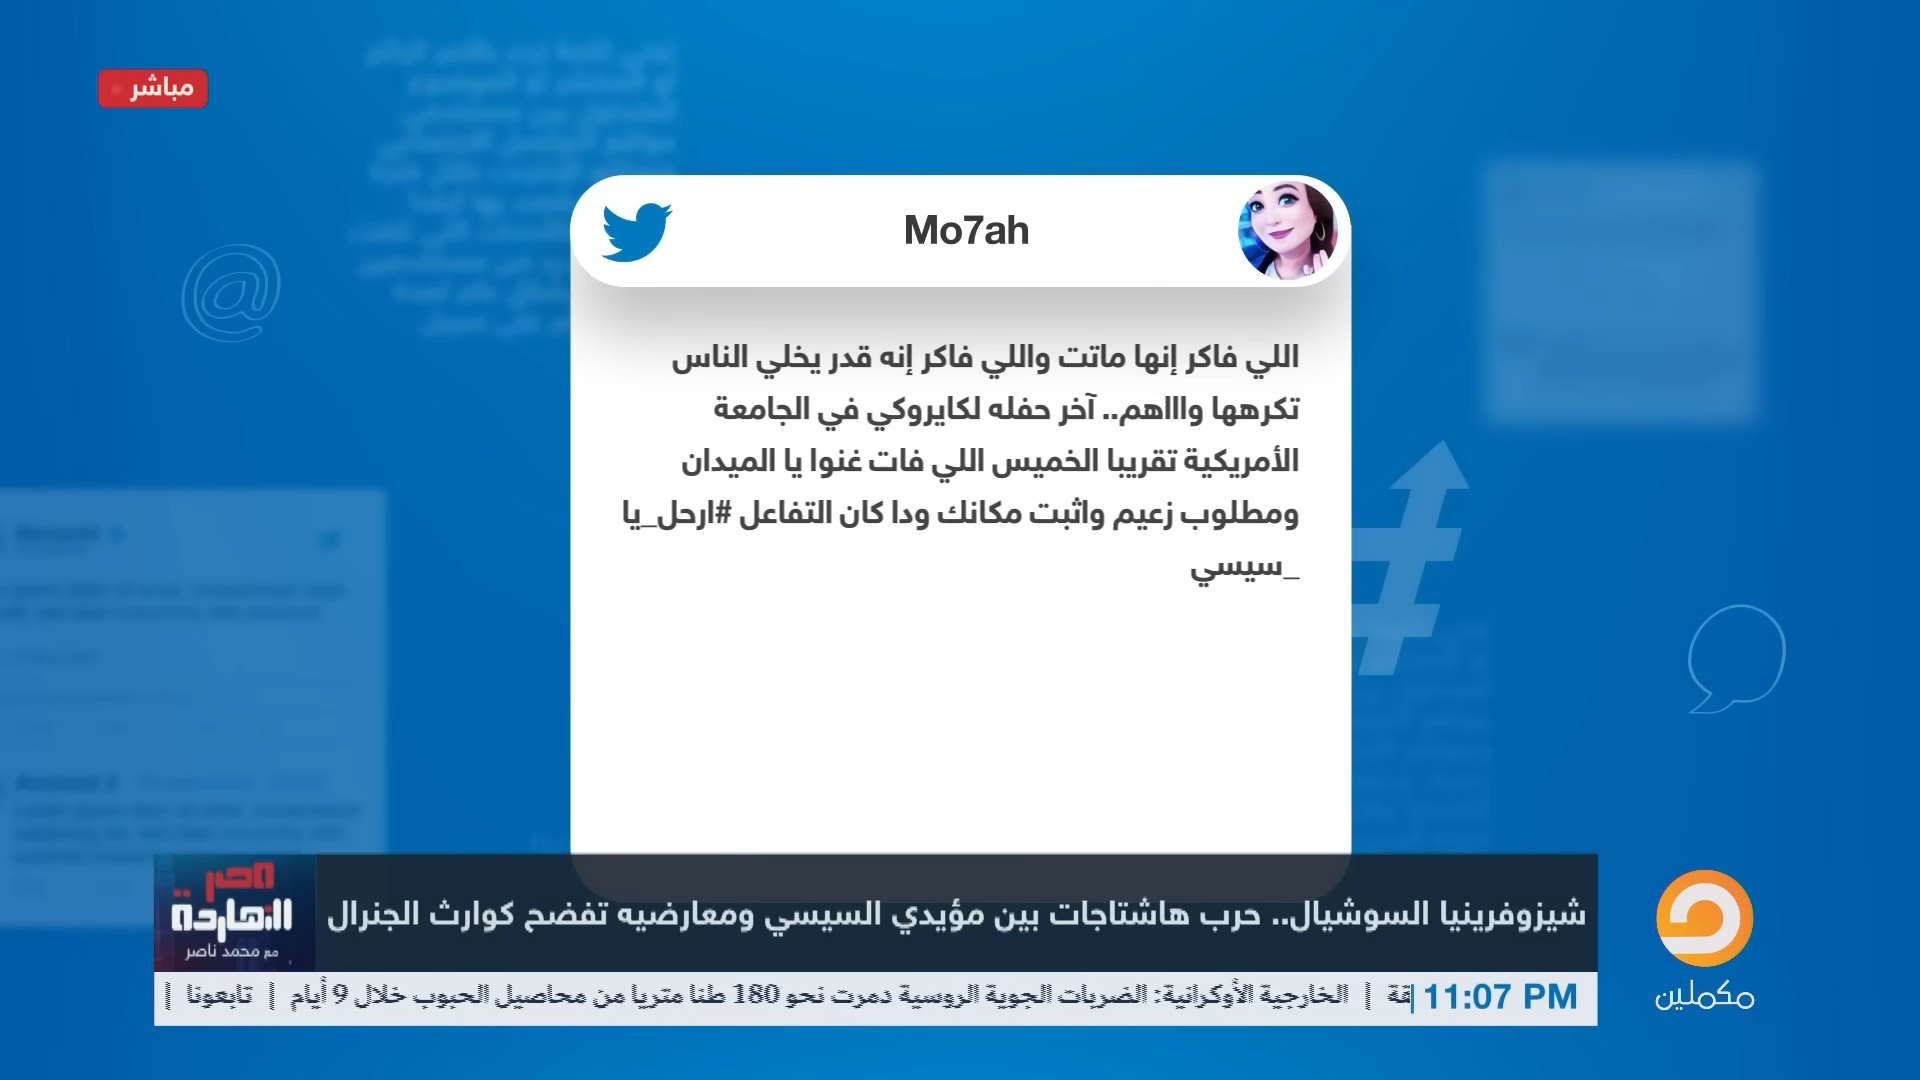 مباشر
Mo7ah
اللي فاكر إنها ماتت واللي فاكر إنه قدر يخلي الناس
تكرهها واااهم.. آخر حفله لكايروكي في الجامعة
الأمريكية تقريبا الخميس اللي فات غنوا يا الميدان
ومطلوب زعيم واثبت مكانك ودا كان التفاعل #ارحل_يا
_سيسي
شيزوفرينيا السوشيال.. حرب هاشتاجات بين مؤيدي السيسي ومعارضيه تفضح كوارث الجنرال
مصر
النهاردة
مع محمد ناصر
11:07 PM
قة | الخارجية الأوكرانية: الضربات الجوية الروسية دمرت نحو 180 طنا متريا من محاصيل الحبوب خلال 9 أيام | تابعونا |
مكملين